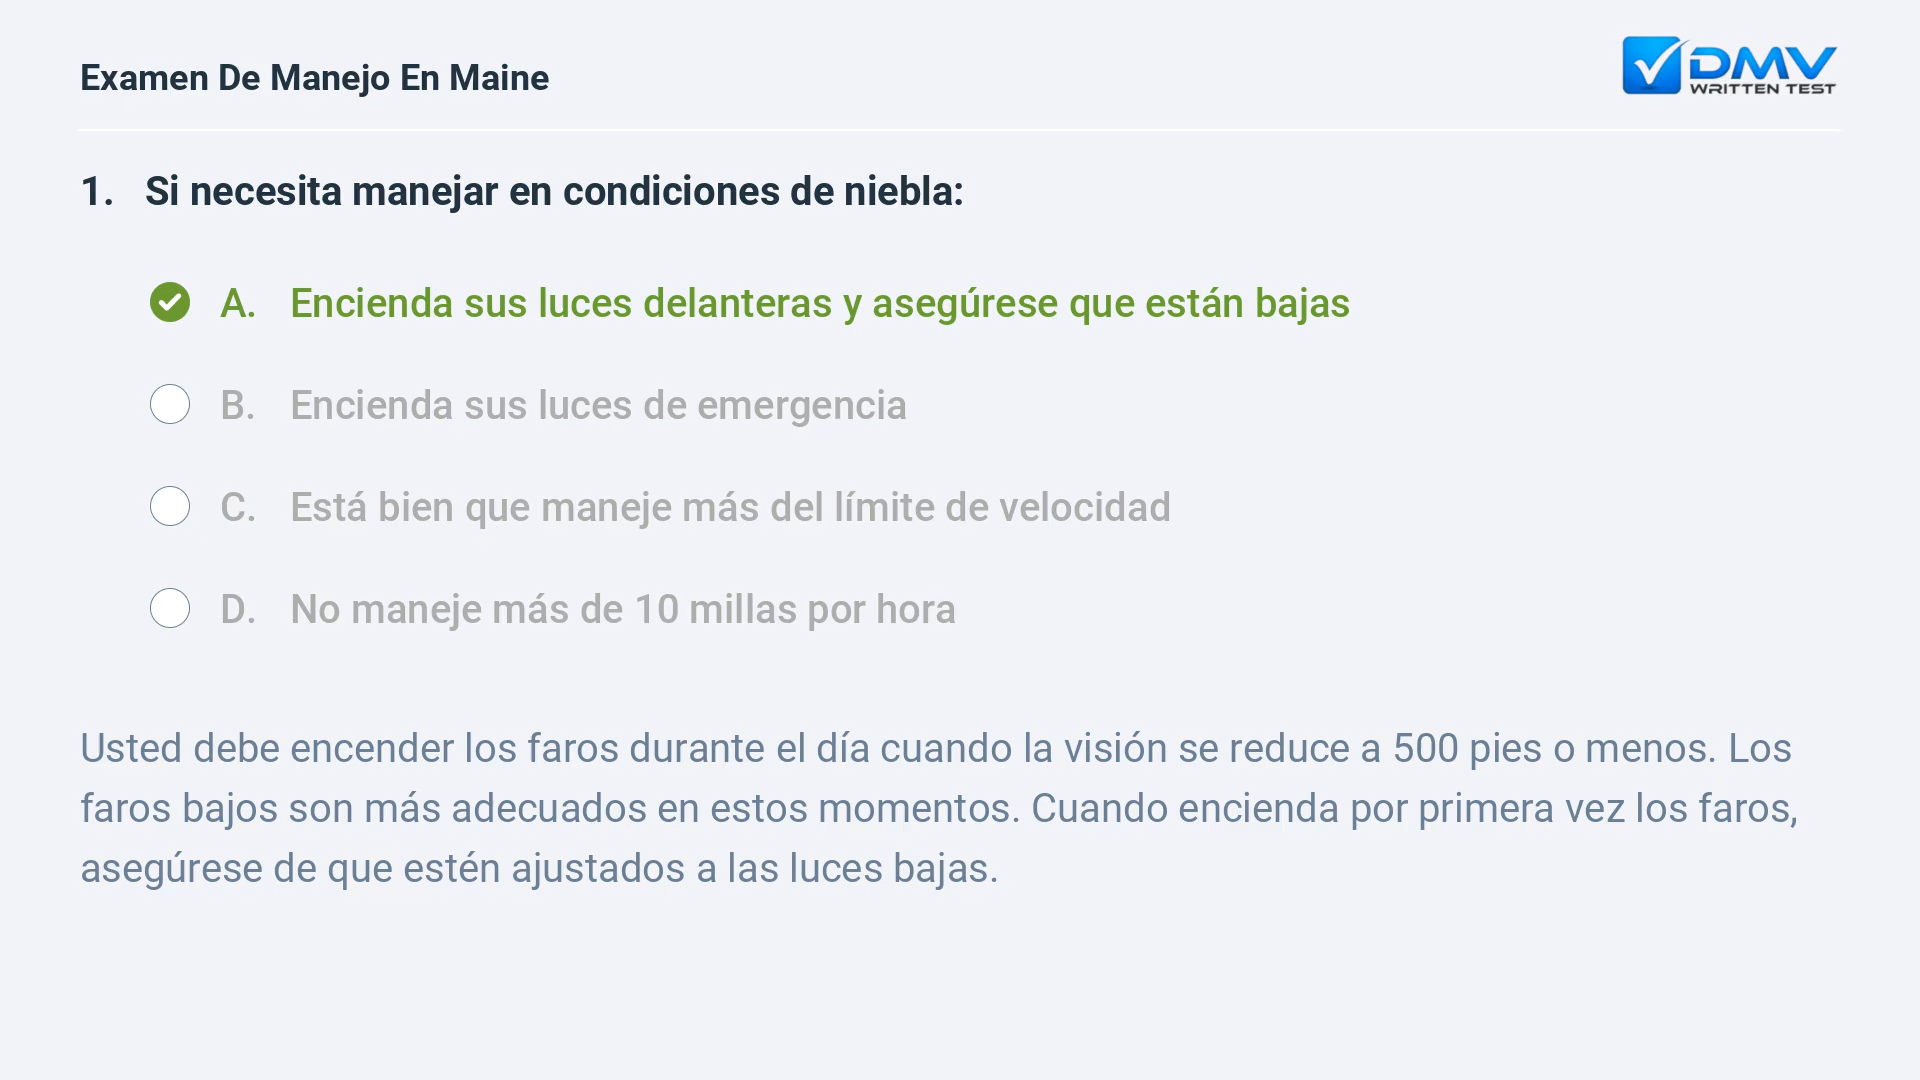 Examen De Manejo En Maine
DMV
WRITTEN TEST
1. Si necesita manejar en condiciones de niebla:
A. Encienda sus luces delanteras y asegúrese que están bajas
B. Encienda sus luces de emergencia
C. Está bien que maneje más del límite de velocidad
D. No maneje más de 10 millas por hora
Usted debe encender los faros durante el día cuando la visión se reduce a 500 pies o menos. Los
faros bajos son más adecuados en estos momentos. Cuando encienda por primera vez los faros,
asegúrese de que estén ajustados a las luces bajas.